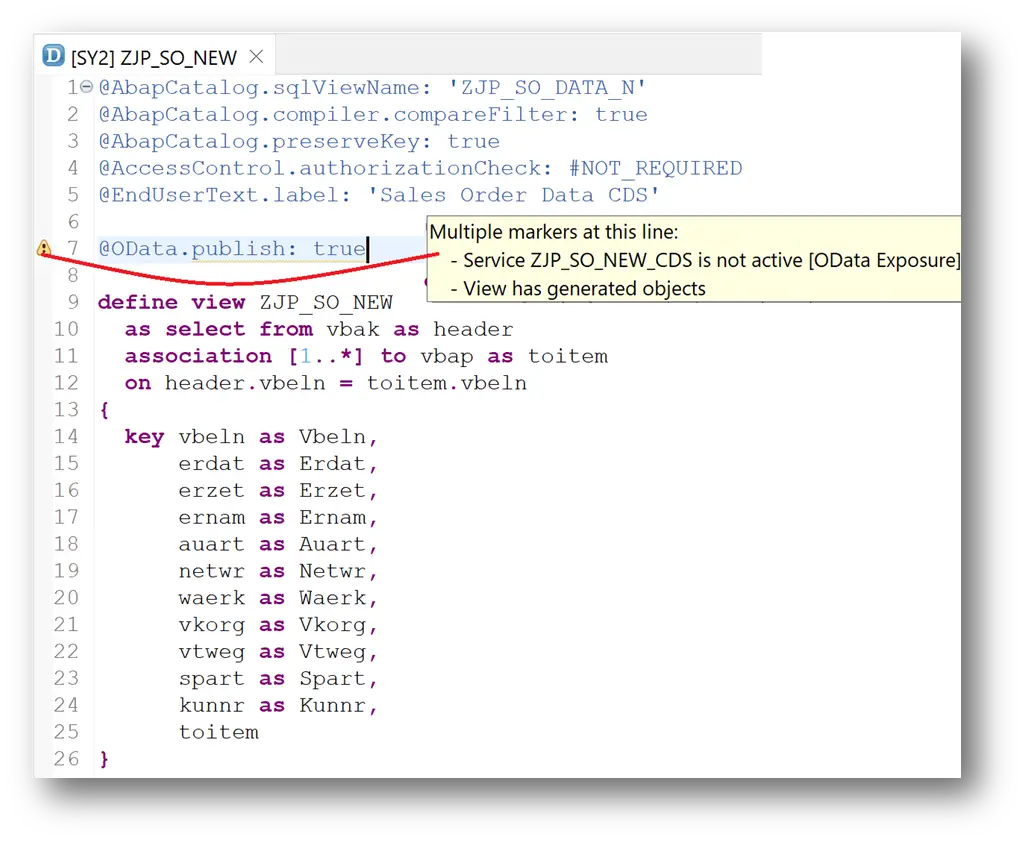 [SY2] ZJP_SO_NEW
1 @AbapCatalog.sqlViewName: 'ZJP_SO_DATA_N'
2 @AbapCatalog.compiler.compareFilter: true
3 @AbapCatalog.preserveKey: true
4 @AccessControl.authorizationCheck: #NOT_REQUIRED
5 @EndUserText.label: 'Sales Order Data CDS'
6
7 @OData.publish: true
Multiple markers at this line:
- Service ZJP_SO_NEW_CDS is not active [OData Exposure]
- View has generated objects
8
9 define view ZJP_SO_NEW
10 as select from vbak as header
11 association [1..*] to vbap as toitem
12 on header.vbeln = toitem.vbeln
13 {
14 key vbeln as Vbeln,
15 erdat as Erdat,
16 erzet as Erzet,
17 ernam as Ernam,
18 auart as Auart,
19 netwr as Netwr,
20 waerk as Waerk,
21 vkorg as Vkorg,
22 vtweg as Vtweg,
23 spart as Spart,
24 kunnr as Kunnr,
25 toitem
26 }